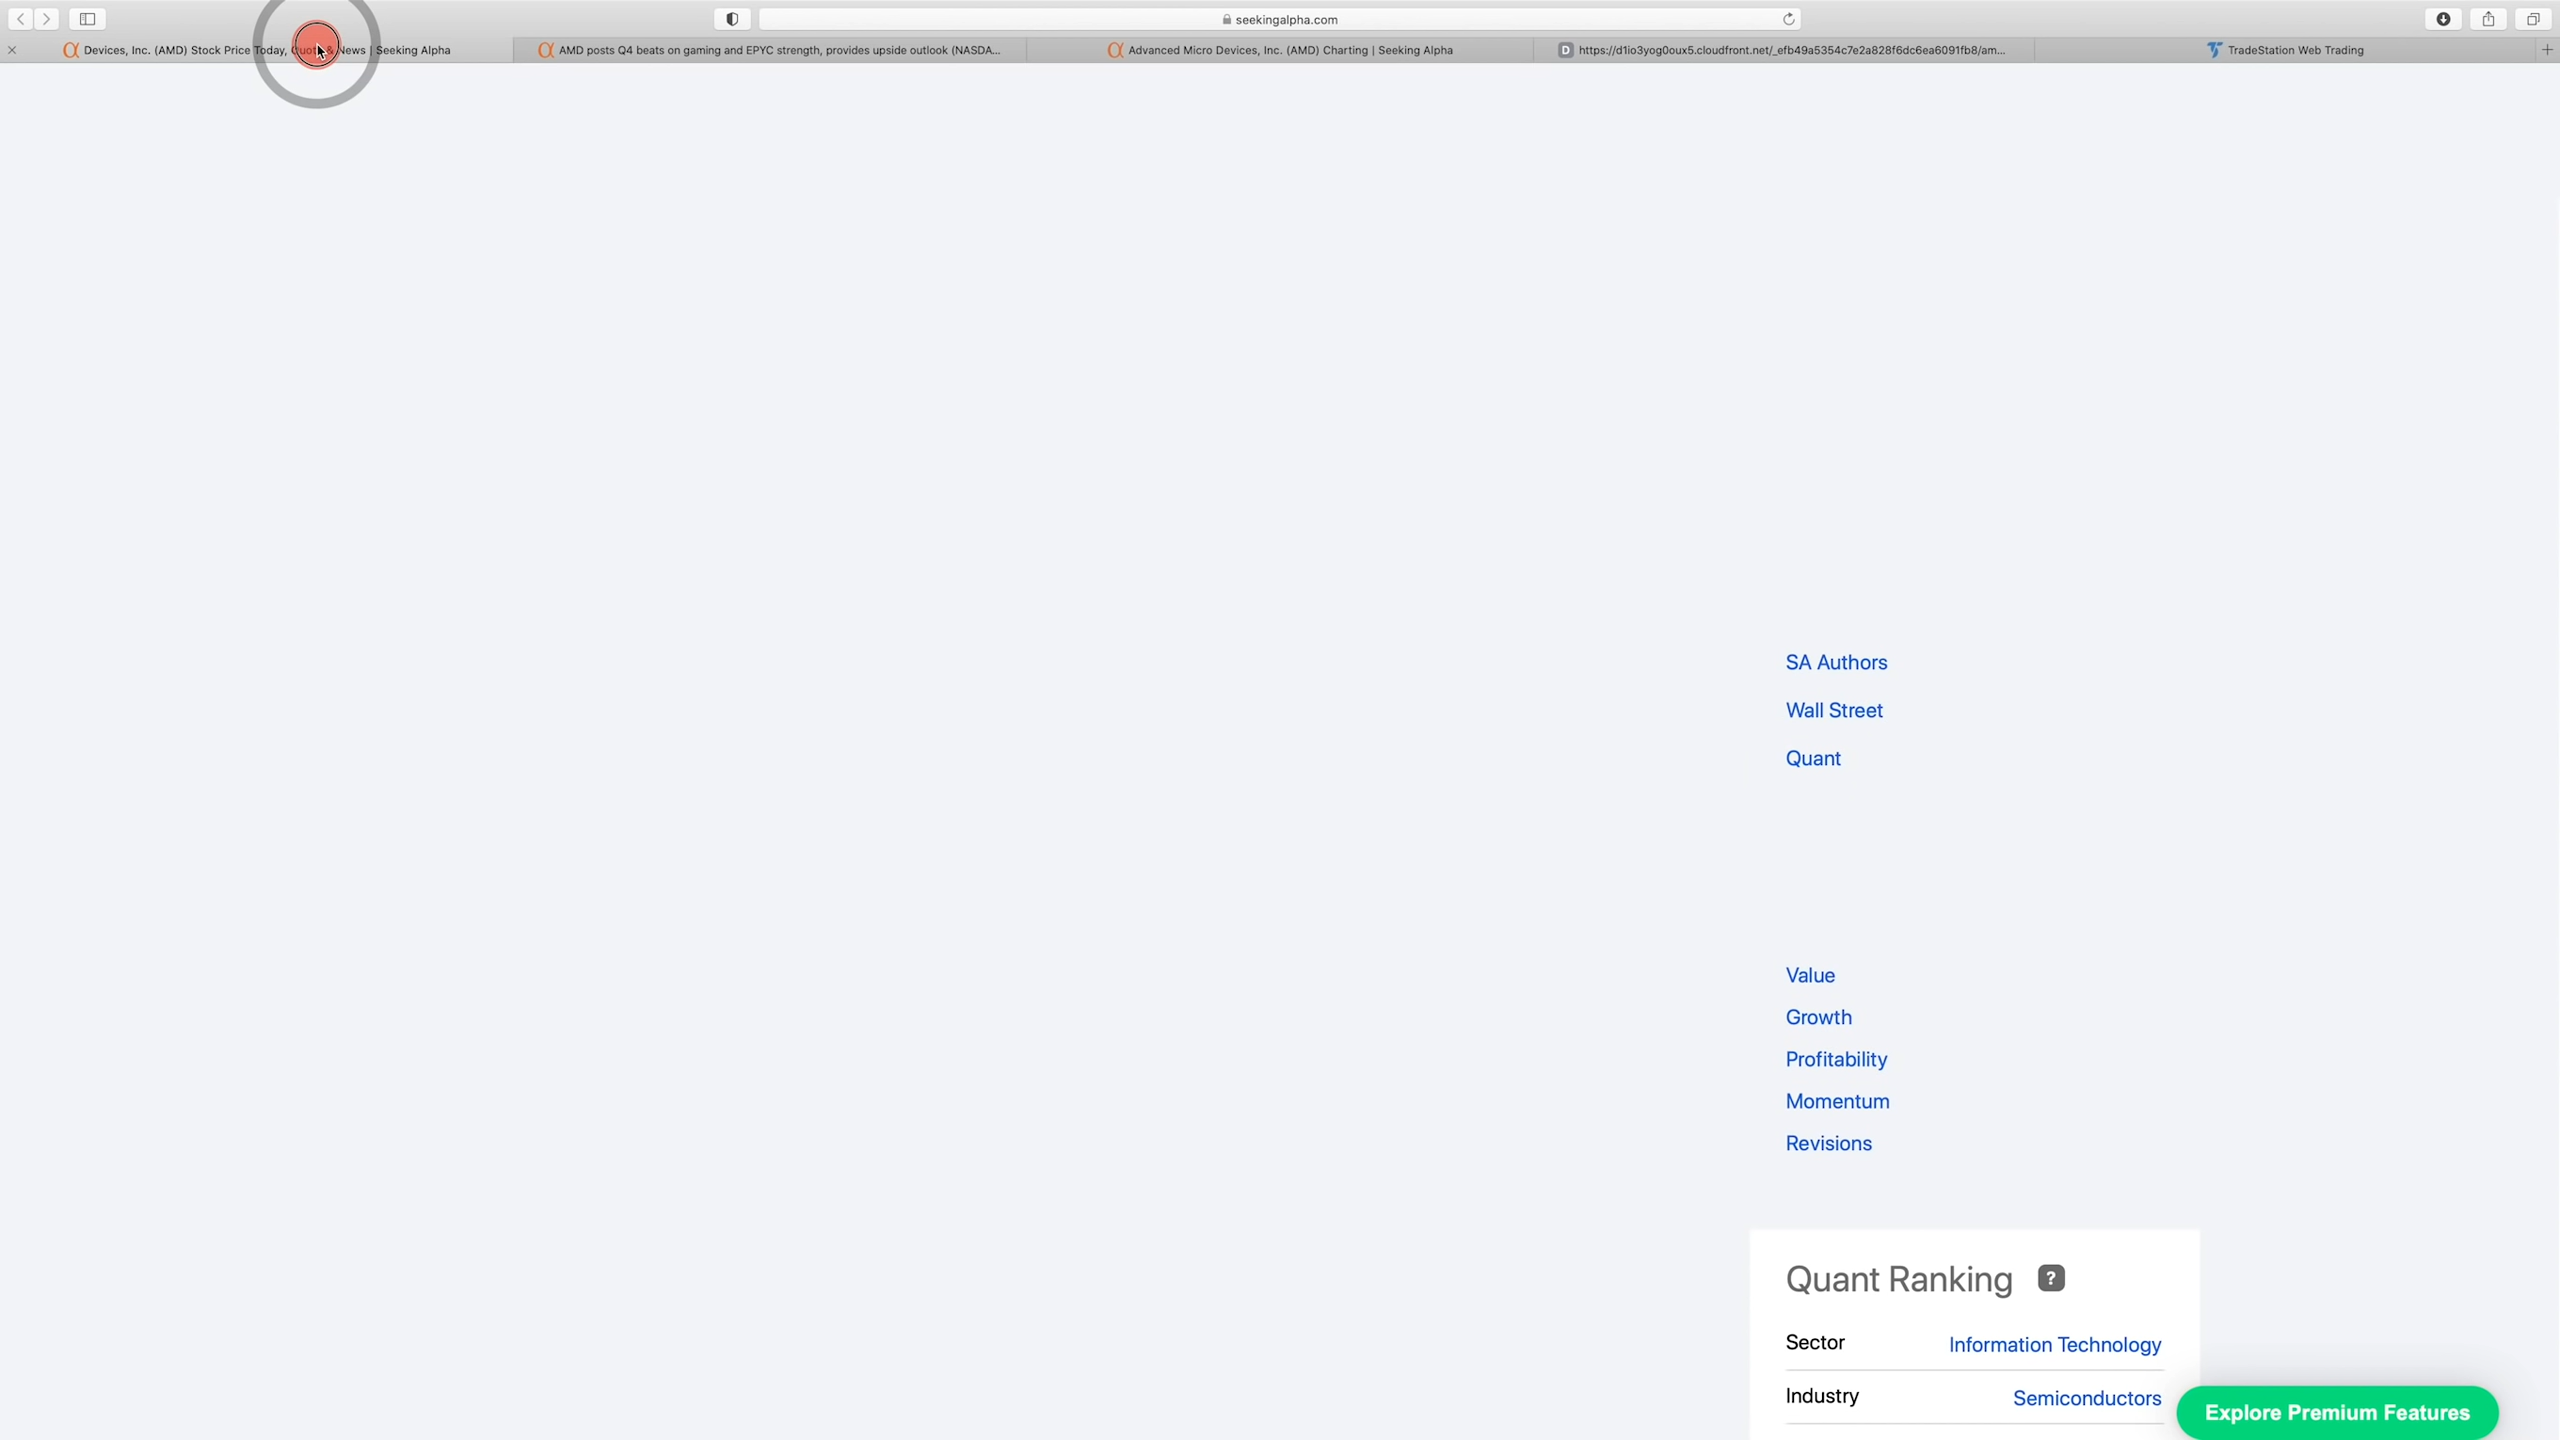 seekingalpha.com
Devices, Inc. (AMD) Stock Price Today, Quote & News | Seeking Alpha
AMD posts Q4 beats on gaming and EPYC strength, provides upside outlook (NASDA...
Advanced Micro Devices, Inc. (AMD) Charting | Seeking Alpha
D https://d1io3yog0oux5.cloudfront.net/_efb49a5354c7e2a828f6dc6ea6091fb8/am...
TradeStation Web Trading
SA Authors
Wall Street
Quant
Value
Growth
Profitability
Momentum
Revisions
Quant Ranking ?
Sector Information Technology
Industry Semiconductors
Explore Premium Features